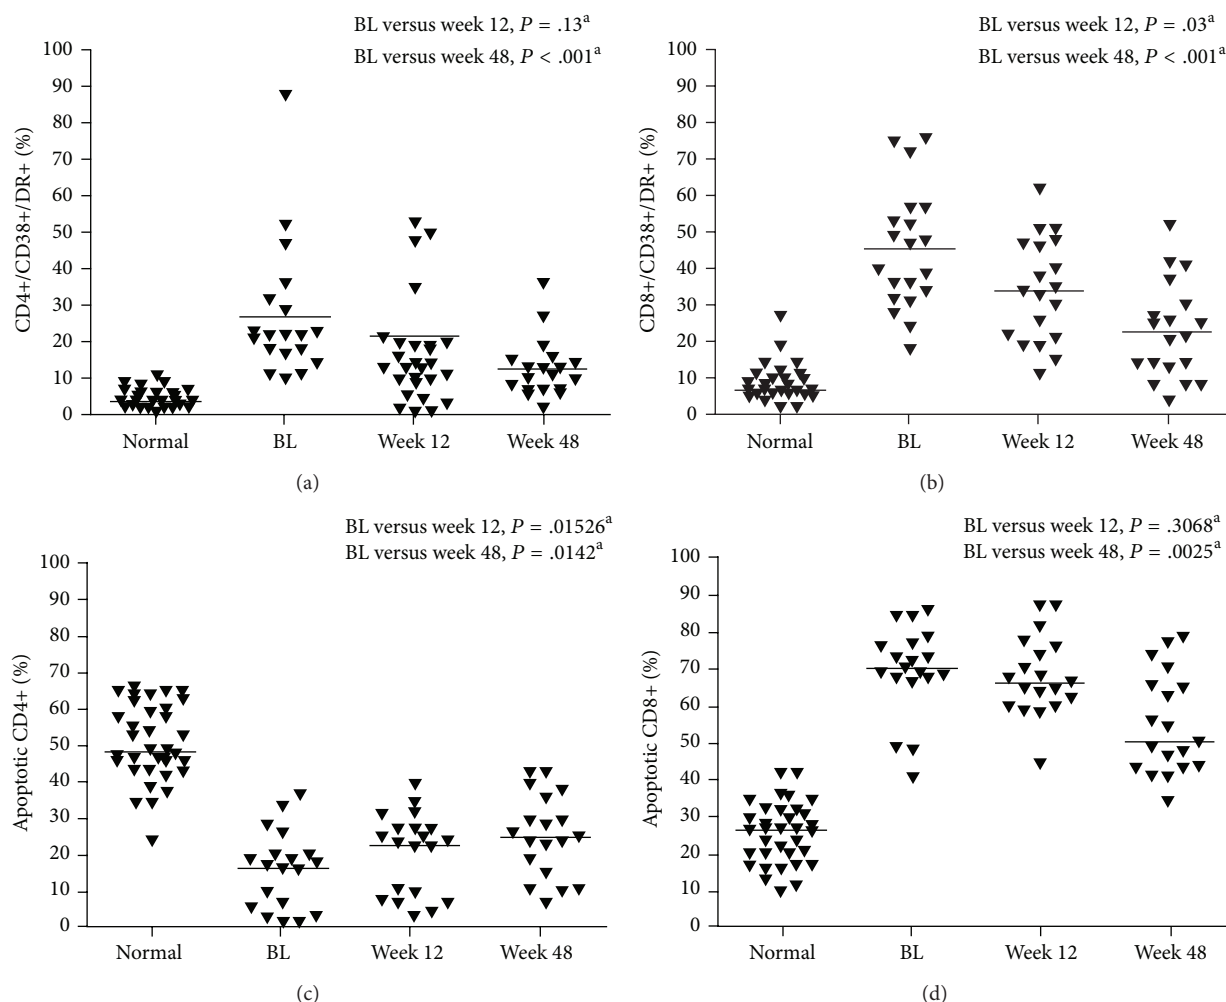 BL versus week 12, P = .13ᵃ
BL versus week 48, P < .001ᵃ
CD4+/CD38+/DR+ (%)
100
90
80
70
60
50
40
30
20
10
0
Normal BL Week 12 Week 48
(a)
BL versus week 12, P = .03ᵃ
BL versus week 48, P < .001ᵃ
CD8+/CD38+/DR+ (%)
100
90
80
70
60
50
40
30
20
10
0
Normal BL Week 12 Week 48
(b)
BL versus week 12, P = .01526ᵃ
BL versus week 48, P = .0142ᵃ
Apoptotic CD4+ (%)
100
90
80
70
60
50
40
30
20
10
0
Normal BL Week 12 Week 48
(c)
BL versus week 12, P = .3068ᵃ
BL versus week 48, P = .0025ᵃ
Apoptotic CD8+ (%)
100
90
80
70
60
50
40
30
20
10
0
Normal BL Week 12 Week 48
(d)